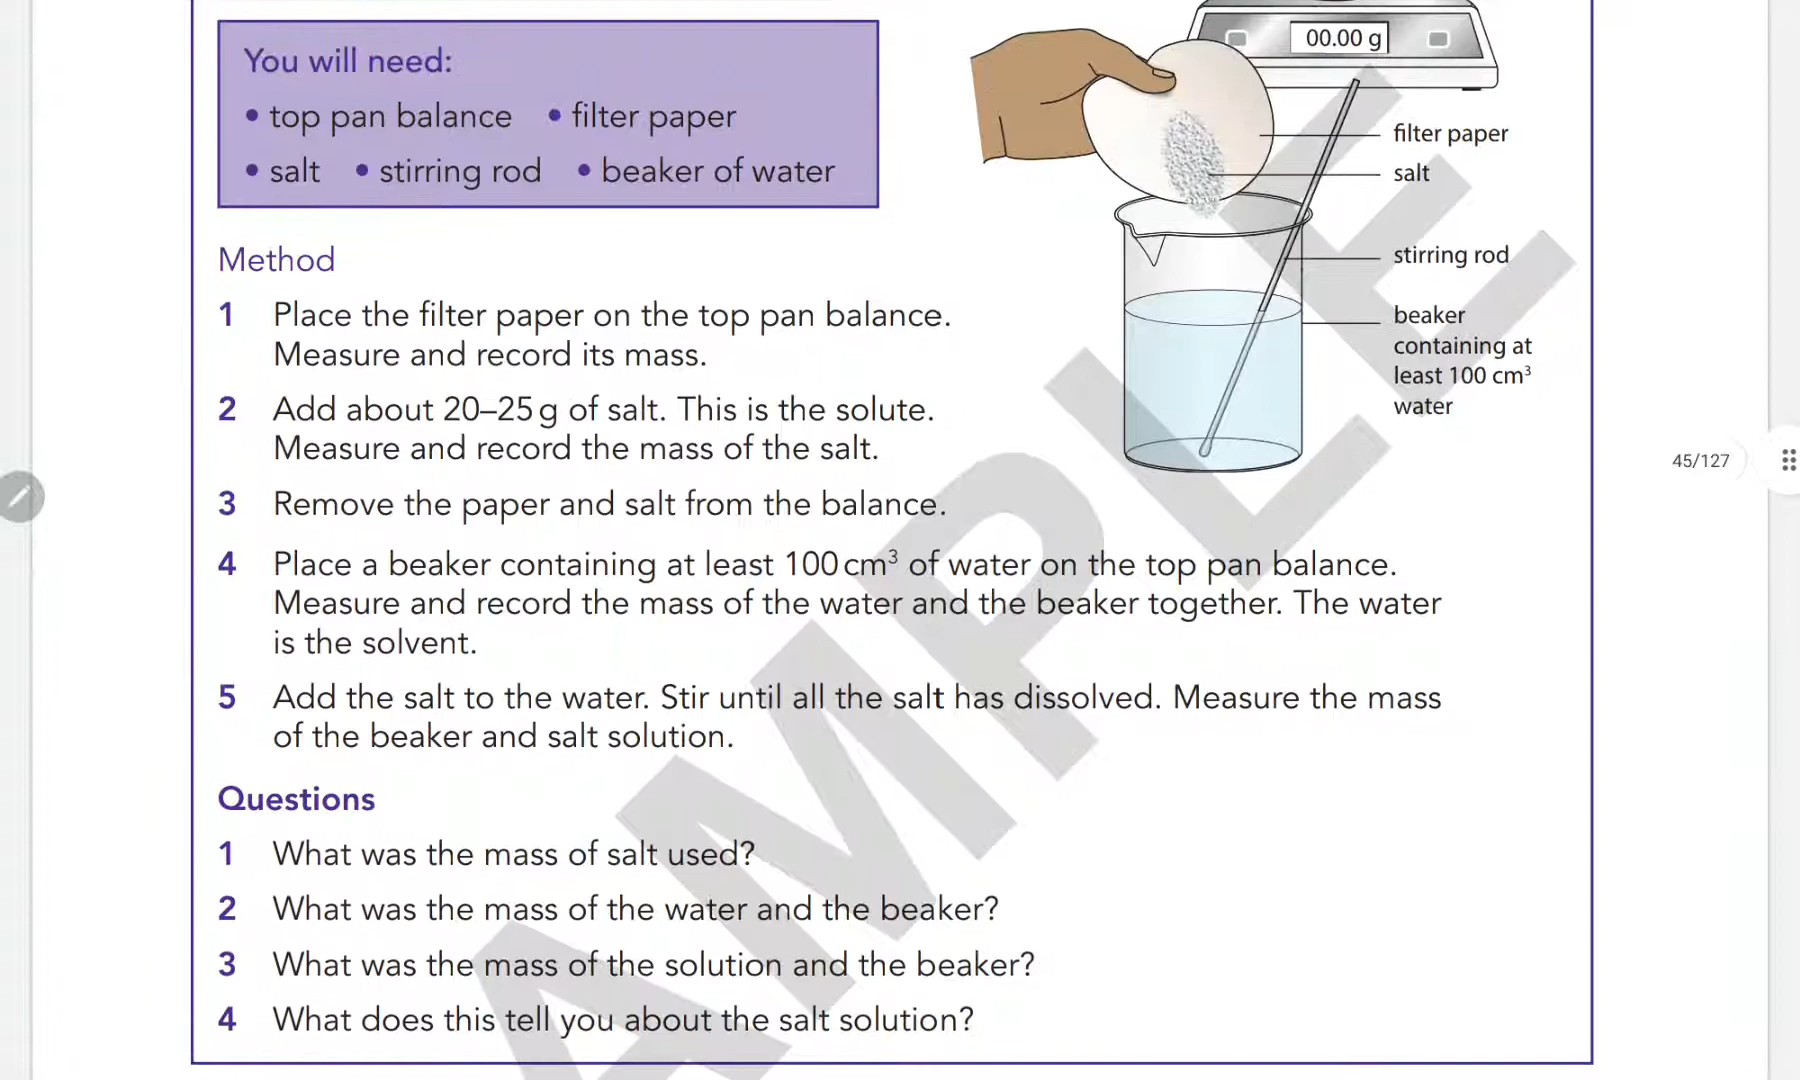 You will need:
• top pan balance • filter paper
• salt • stirring rod • beaker of water
00.00 g
filter paper
salt
stirring rod
beaker
containing at
least 100 cm³
water
Method
1 Place the filter paper on the top pan balance.
Measure and record its mass.
2 Add about 20–25 g of salt. This is the solute.
Measure and record the mass of the salt.
3 Remove the paper and salt from the balance.
4 Place a beaker containing at least 100 cm³ of water on the top pan balance.
Measure and record the mass of the water and the beaker together. The water
is the solvent.
5 Add the salt to the water. Stir until all the salt has dissolved. Measure the mass
of the beaker and salt solution.
Questions
1 What was the mass of salt used?
2 What was the mass of the water and the beaker?
3 What was the mass of the solution and the beaker?
4 What does this tell you about the salt solution?
45/127
AMPLE